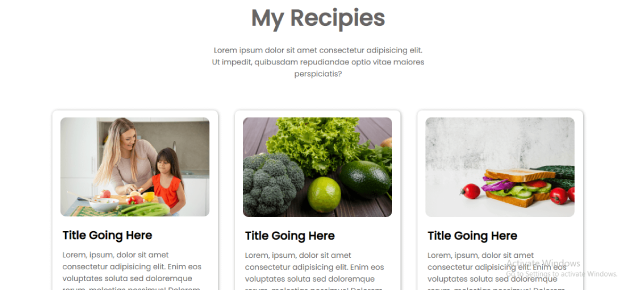 My Recipies
Lorem ipsum dolor sit amet consectetur adipisicing elit.
Ut impedit, quibusdam repudiandae optio vitae maiores
perspiciatis?
Title Going Here
Lorem, ipsum, dolor sit amet
consectetur adipisicing elit. Enim eos
voluptates soluta sed doloremque
Title Going Here
Lorem, ipsum, dolor sit amet
consectetur adipisicing elit. Enim eos
voluptates soluta sed doloremque
Title Going Here
Lorem, ipsum, dolor sit amet
consectetur adipisicing elit. Enim eos
voluptates soluta sed doloremque
Activate Windows
Go to Settings to activate Windows.